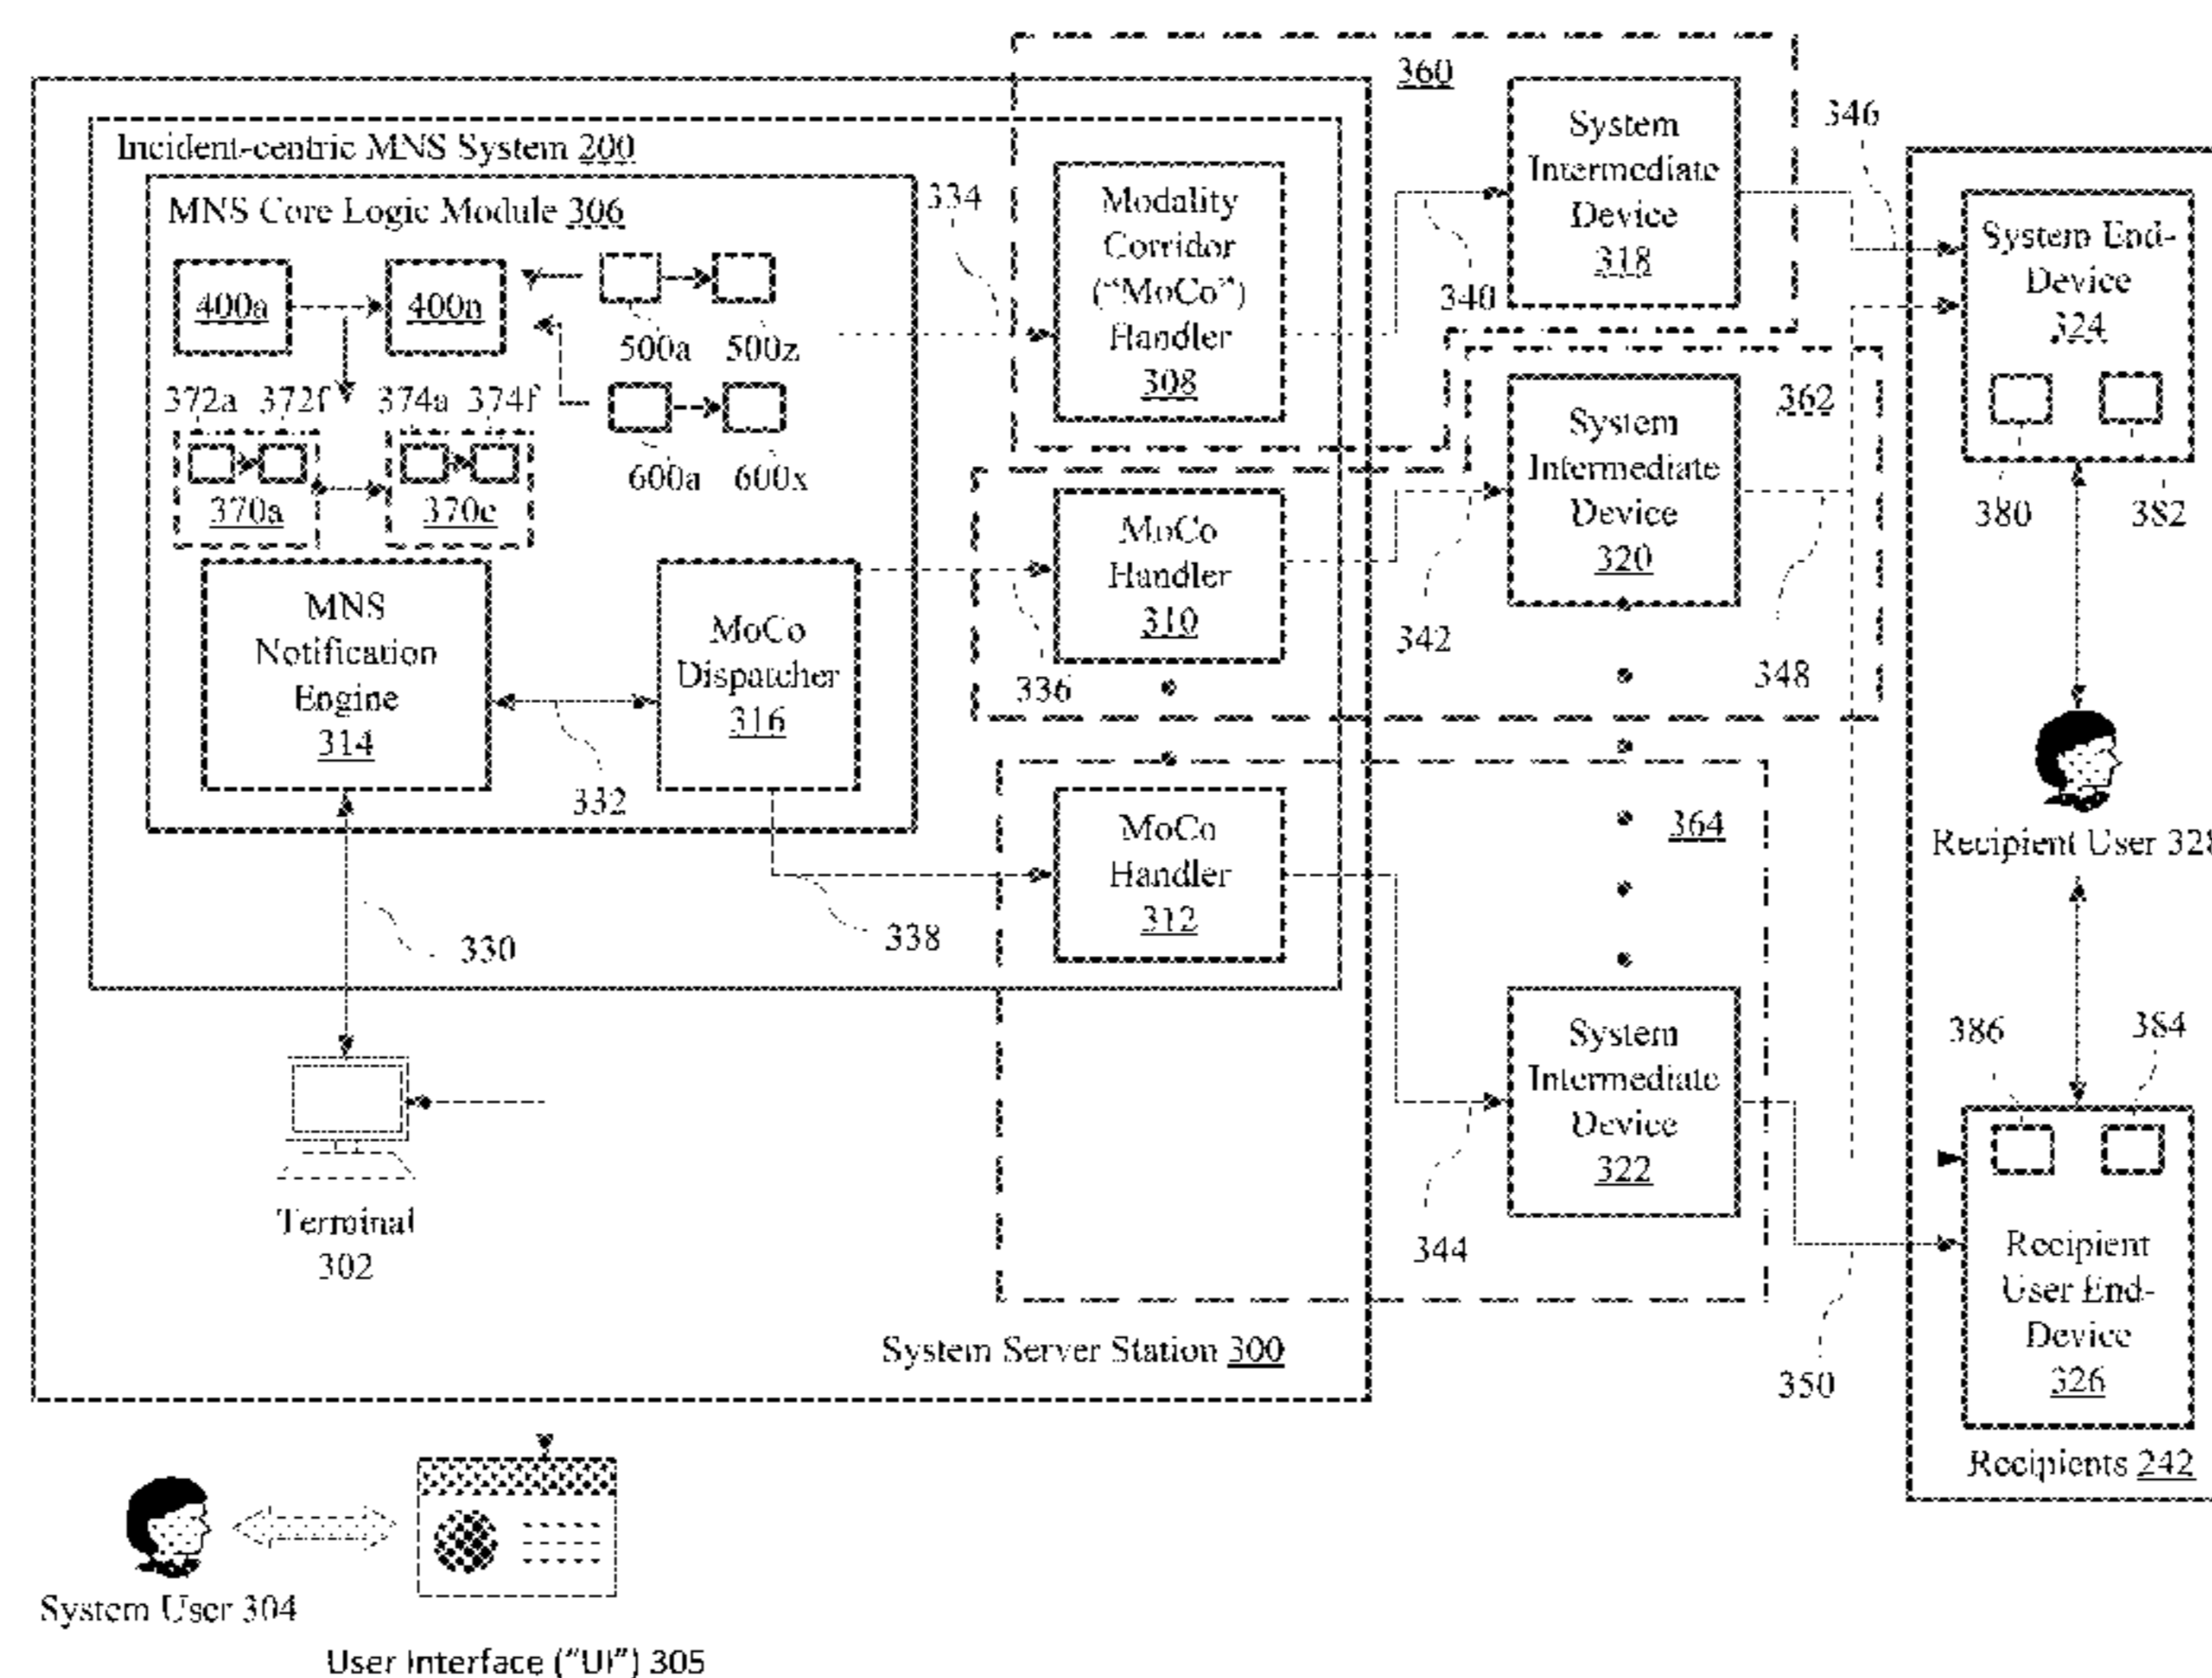 360
System
Intermediate
Device
318
346
Incident-centric MNS System 200
MNS Core Logic Module 306
334
Modality
Corridor
("MoCo")
Handler
308
340
System End-
Device
324
400a
400n
500a
500z
372a
372f
374a
374f
600a
600x
370a
370c
362
System
Intermediate
Device
320
380
382
MoCo
Handler
310
342
348
336
MNS
Notification
Engine
314
MoCo
Dispatcher
316
332
MoCo
Handler
312
364
Recipient User 328
338
330
System
Intermediate
Device
322
386
384
344
350
Terminal
302
Recipient
User End-
Device
326
System Server Station 300
Recipients 242
System User 304
User Interface ("UI") 305